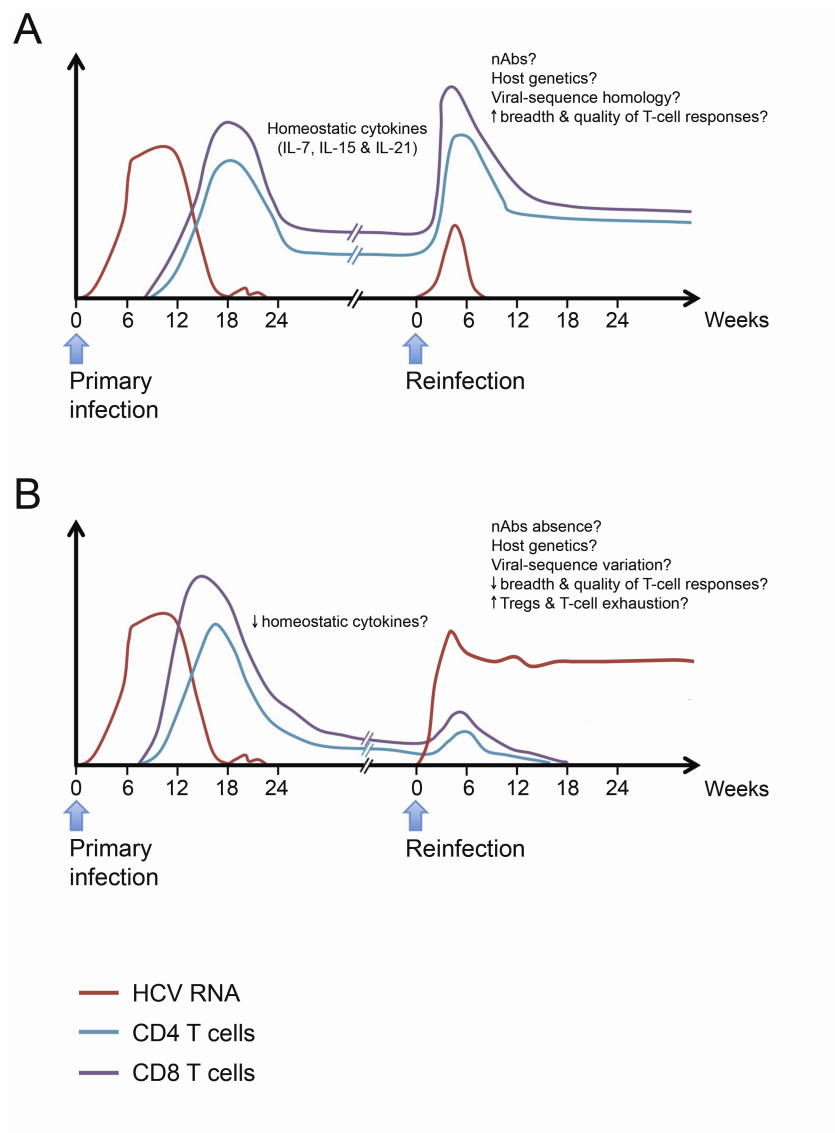 A
nAbs?
Host genetics?
Viral-sequence homology?
↑ breadth & quality of T-cell responses?
Homeostatic cytokines
(IL-7, IL-15 & IL-21)
0 6 12 18 24 0 6 12 18 24 Weeks
Primary
infection
Reinfection
B
nAbs absence?
Host genetics?
Viral-sequence variation?
↓ breadth & quality of T-cell responses?
↑ Tregs & T-cell exhaustion?
↓ homeostatic cytokines?
0 6 12 18 24 0 6 12 18 24 Weeks
Primary
infection
Reinfection
HCV RNA
CD4 T cells
CD8 T cells